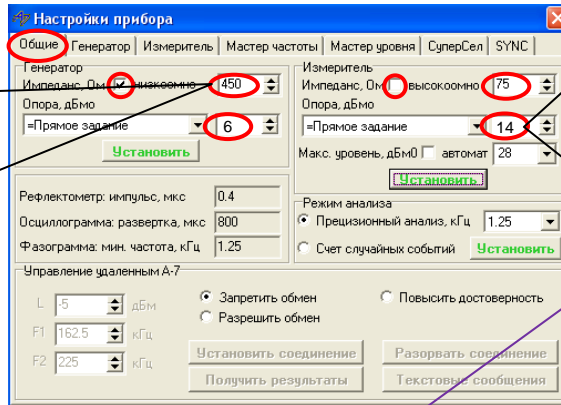 Настройки прибора
Общие Генератор Измеритель Мастер частоты Мастер уровня СуперСел SYNC
Генератор
Импеданс, Ом низкоомно 450
Опора, дБмо
=Прямое задание 6
Установить
Измеритель
Импеданс, Ом высокоомно 75
Опора, дБмо
=Прямое задание 14
Макс. уровень, дБм0 автомат 28
Установить
Рефлектометр: импульс, мкс 0.4
Осциллограмма: развертка, мкс 800
Фазограмма: мин. частота, кГц 1.25
Режим анализа
Прецизионный анализ, кГц 1.25
Счет случайных событий Установить
Управление удаленным А-7
L -5 дБм
F1 162.5 кГц
F2 225 кГц
Запретить обмен
Разрешить обмен
Повысить достоверность
Установить соединение Разорвать соединение
Получить результаты Текстовые сообщения